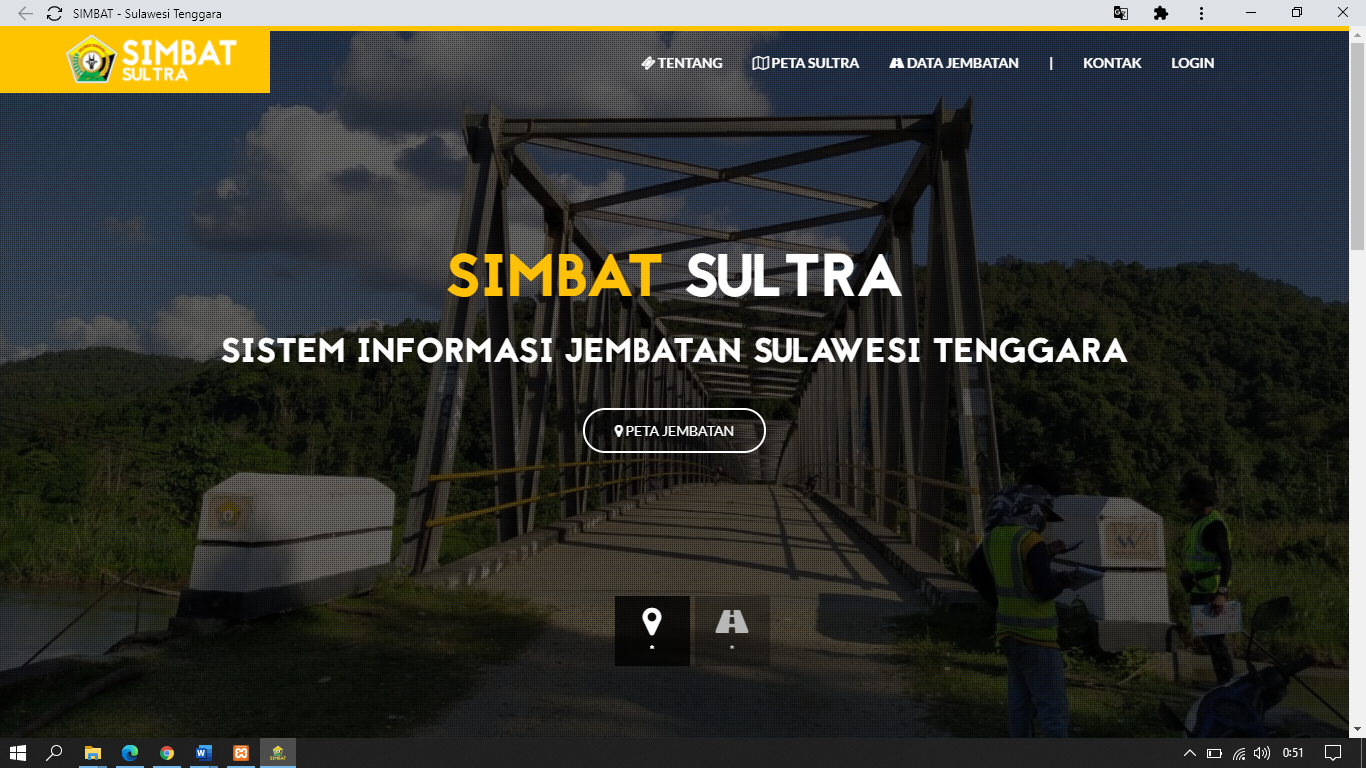 SIMBAT - Sulawesi Tenggara
SIMBAT
SULTRA
TENTANG
PETA SULTRA
DATA JEMBATAN
|
KONTAK
LOGIN
SIMBAT SULTRA
SISTEM INFORMASI JEMBATAN SULAWESI TENGGARA
PETA JEMBATAN
*
*
SIMBAT
0:51